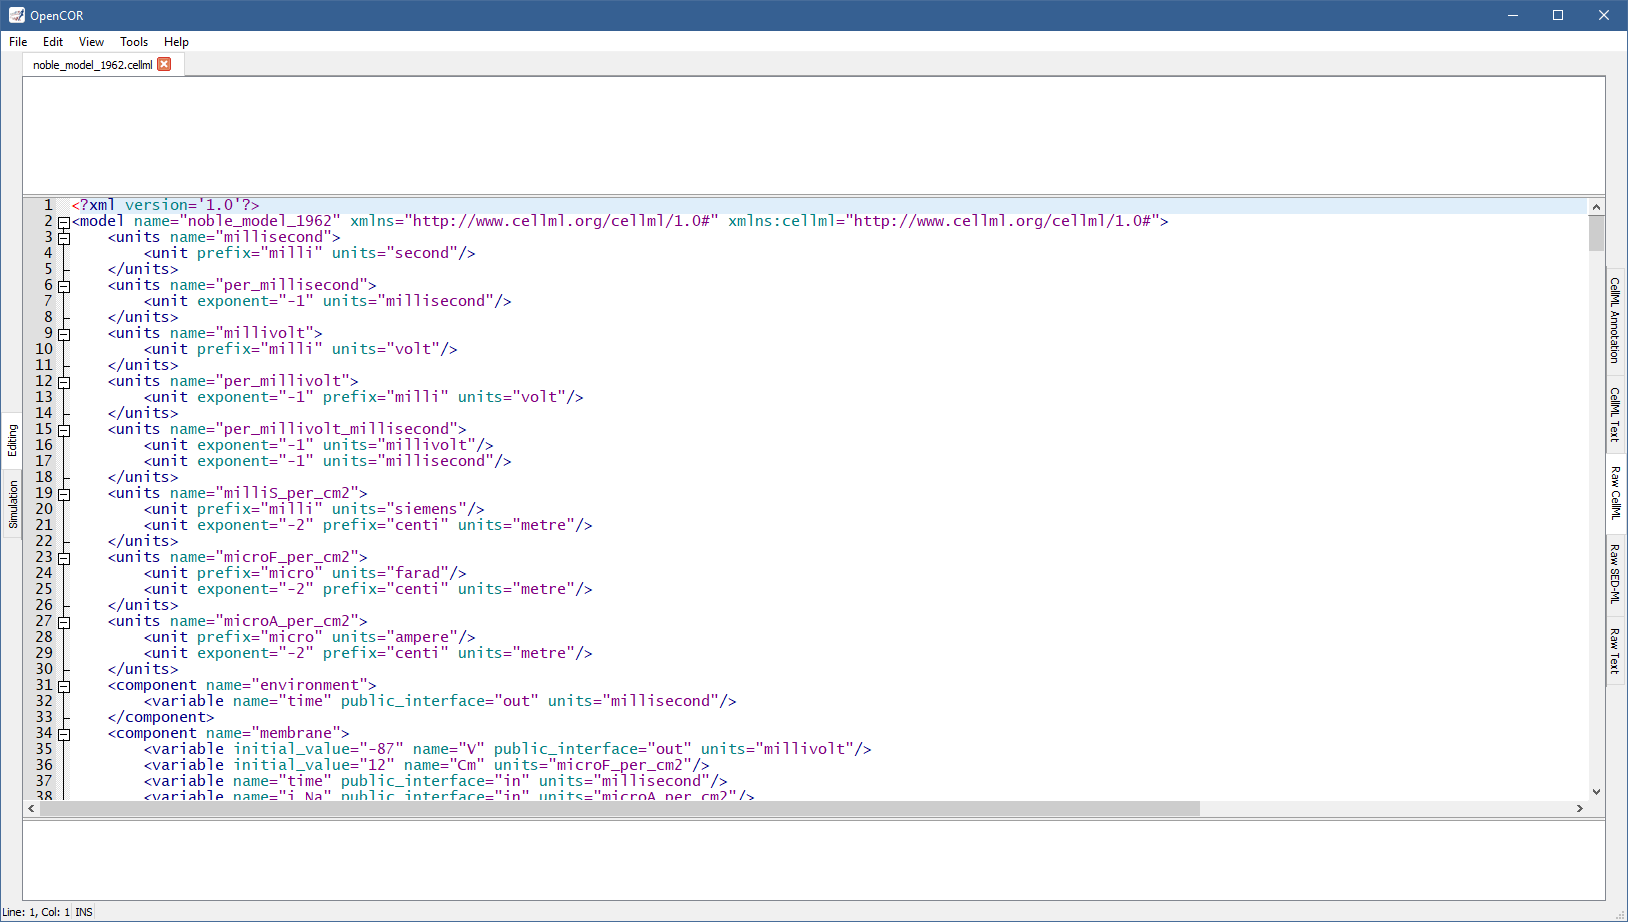 OpenCOR
File Edit View Tools Help
noble_model_1962.cellml
1 <?xml version='1.0'?>
2 <model name="noble_model_1962" xmlns="http://www.cellml.org/cellml/1.0#" xmlns:cellml="http://www.cellml.org/cellml/1.0#">
3 <units name="millisecond">
4 <unit prefix="milli" units="second"/>
5 </units>
6 <units name="per_millisecond">
7 <unit exponent="-1" units="millisecond"/>
8 </units>
9 <units name="millivolt">
10 <unit prefix="milli" units="volt"/>
11 </units>
12 <units name="per_millivolt">
13 <unit exponent="-1" prefix="milli" units="volt"/>
14 </units>
15 <units name="per_millivolt_millisecond">
16 <unit exponent="-1" units="millivolt"/>
17 <unit exponent="-1" units="millisecond"/>
18 </units>
19 <units name="milliS_per_cm2">
20 <unit prefix="milli" units="siemens"/>
21 <unit exponent="-2" prefix="centi" units="metre"/>
22 </units>
23 <units name="microF_per_cm2">
24 <unit prefix="micro" units="farad"/>
25 <unit exponent="-2" prefix="centi" units="metre"/>
26 </units>
27 <units name="microA_per_cm2">
28 <unit prefix="micro" units="ampere"/>
29 <unit exponent="-2" prefix="centi" units="metre"/>
30 </units>
31 <component name="environment">
32 <variable name="time" public_interface="out" units="millisecond"/>
33 </component>
34 <component name="membrane">
35 <variable initial_value="-87" name="V" public_interface="out" units="millivolt"/>
36 <variable initial_value="12" name="Cm" units="microF_per_cm2"/>
37 <variable name="time" public_interface="in" units="millisecond"/>
38 <variable name="i_Na" public_interface="in" units="microA_per_cm2"/>
Editing
Simulation
CellML Annotation
CellML Text
Raw CellML
Raw SED-ML
Raw Text
Line: 1, Col: 1 INS